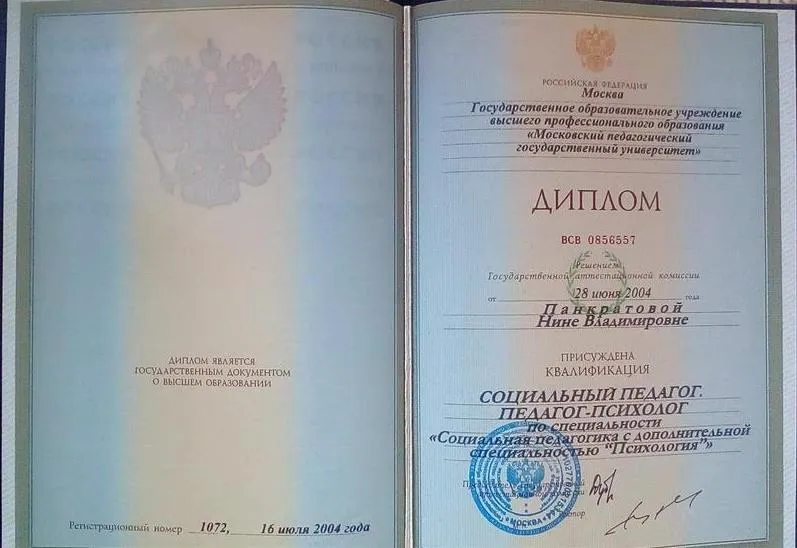 ДИПЛОМ ЯВЛЯЕТСЯ
ГОСУДАРСТВЕННЫМ ДОКУМЕНТОМ
О ВЫСШЕМ ОБРАЗОВАНИИ
Регистрационный номер 1072, 16 июля 2004 года
РОССИЙСКАЯ ФЕДЕРАЦИЯ
Москва
Государственное образовательное учреждение
высшего профессионального образования
«Московский педагогический
государственный университет»
ДИПЛОМ
ВСВ 0856557
Решением
Государственной аттестационной комиссии
от 28 июня 2004 года
Панкратовой
Нине Владимировне
ПРИСУЖДЕНА
КВАЛИФИКАЦИЯ
СОЦИАЛЬНЫЙ ПЕДАГОГ.
ПЕДАГОГ-ПСИХОЛОГ
по специальности
«Социальная педагогика с дополнительной
специальностью "Психология"»
МОСКВА